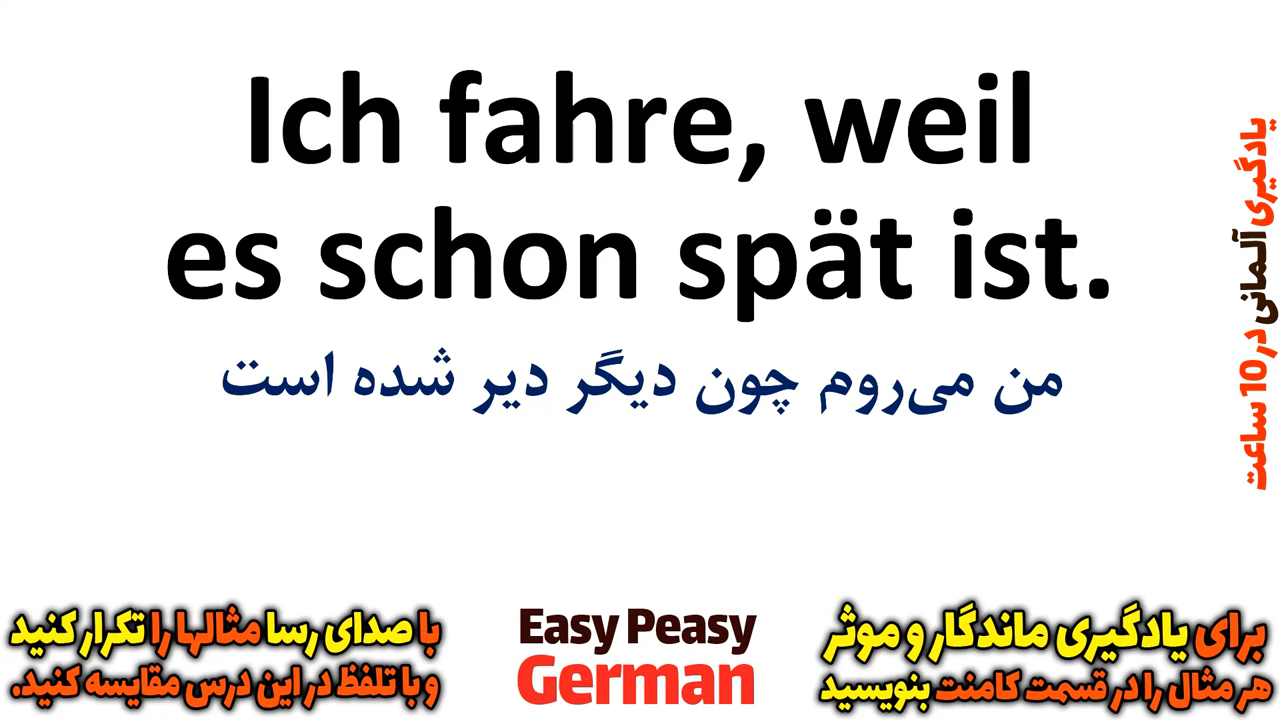 Ich fahre, weil
es schon spät ist.
من می‌روم چون دیگر دیر شده است
یادگیری آلمانی در 10 ساعت
با صدای رسا مثالها را تکرار کنید
و با تلفظ در این درس مقایسه کنید.
Easy Peasy
German
برای یادگیری ماندگار و موثر
هر مثال را در قسمت کامنت بنویسید